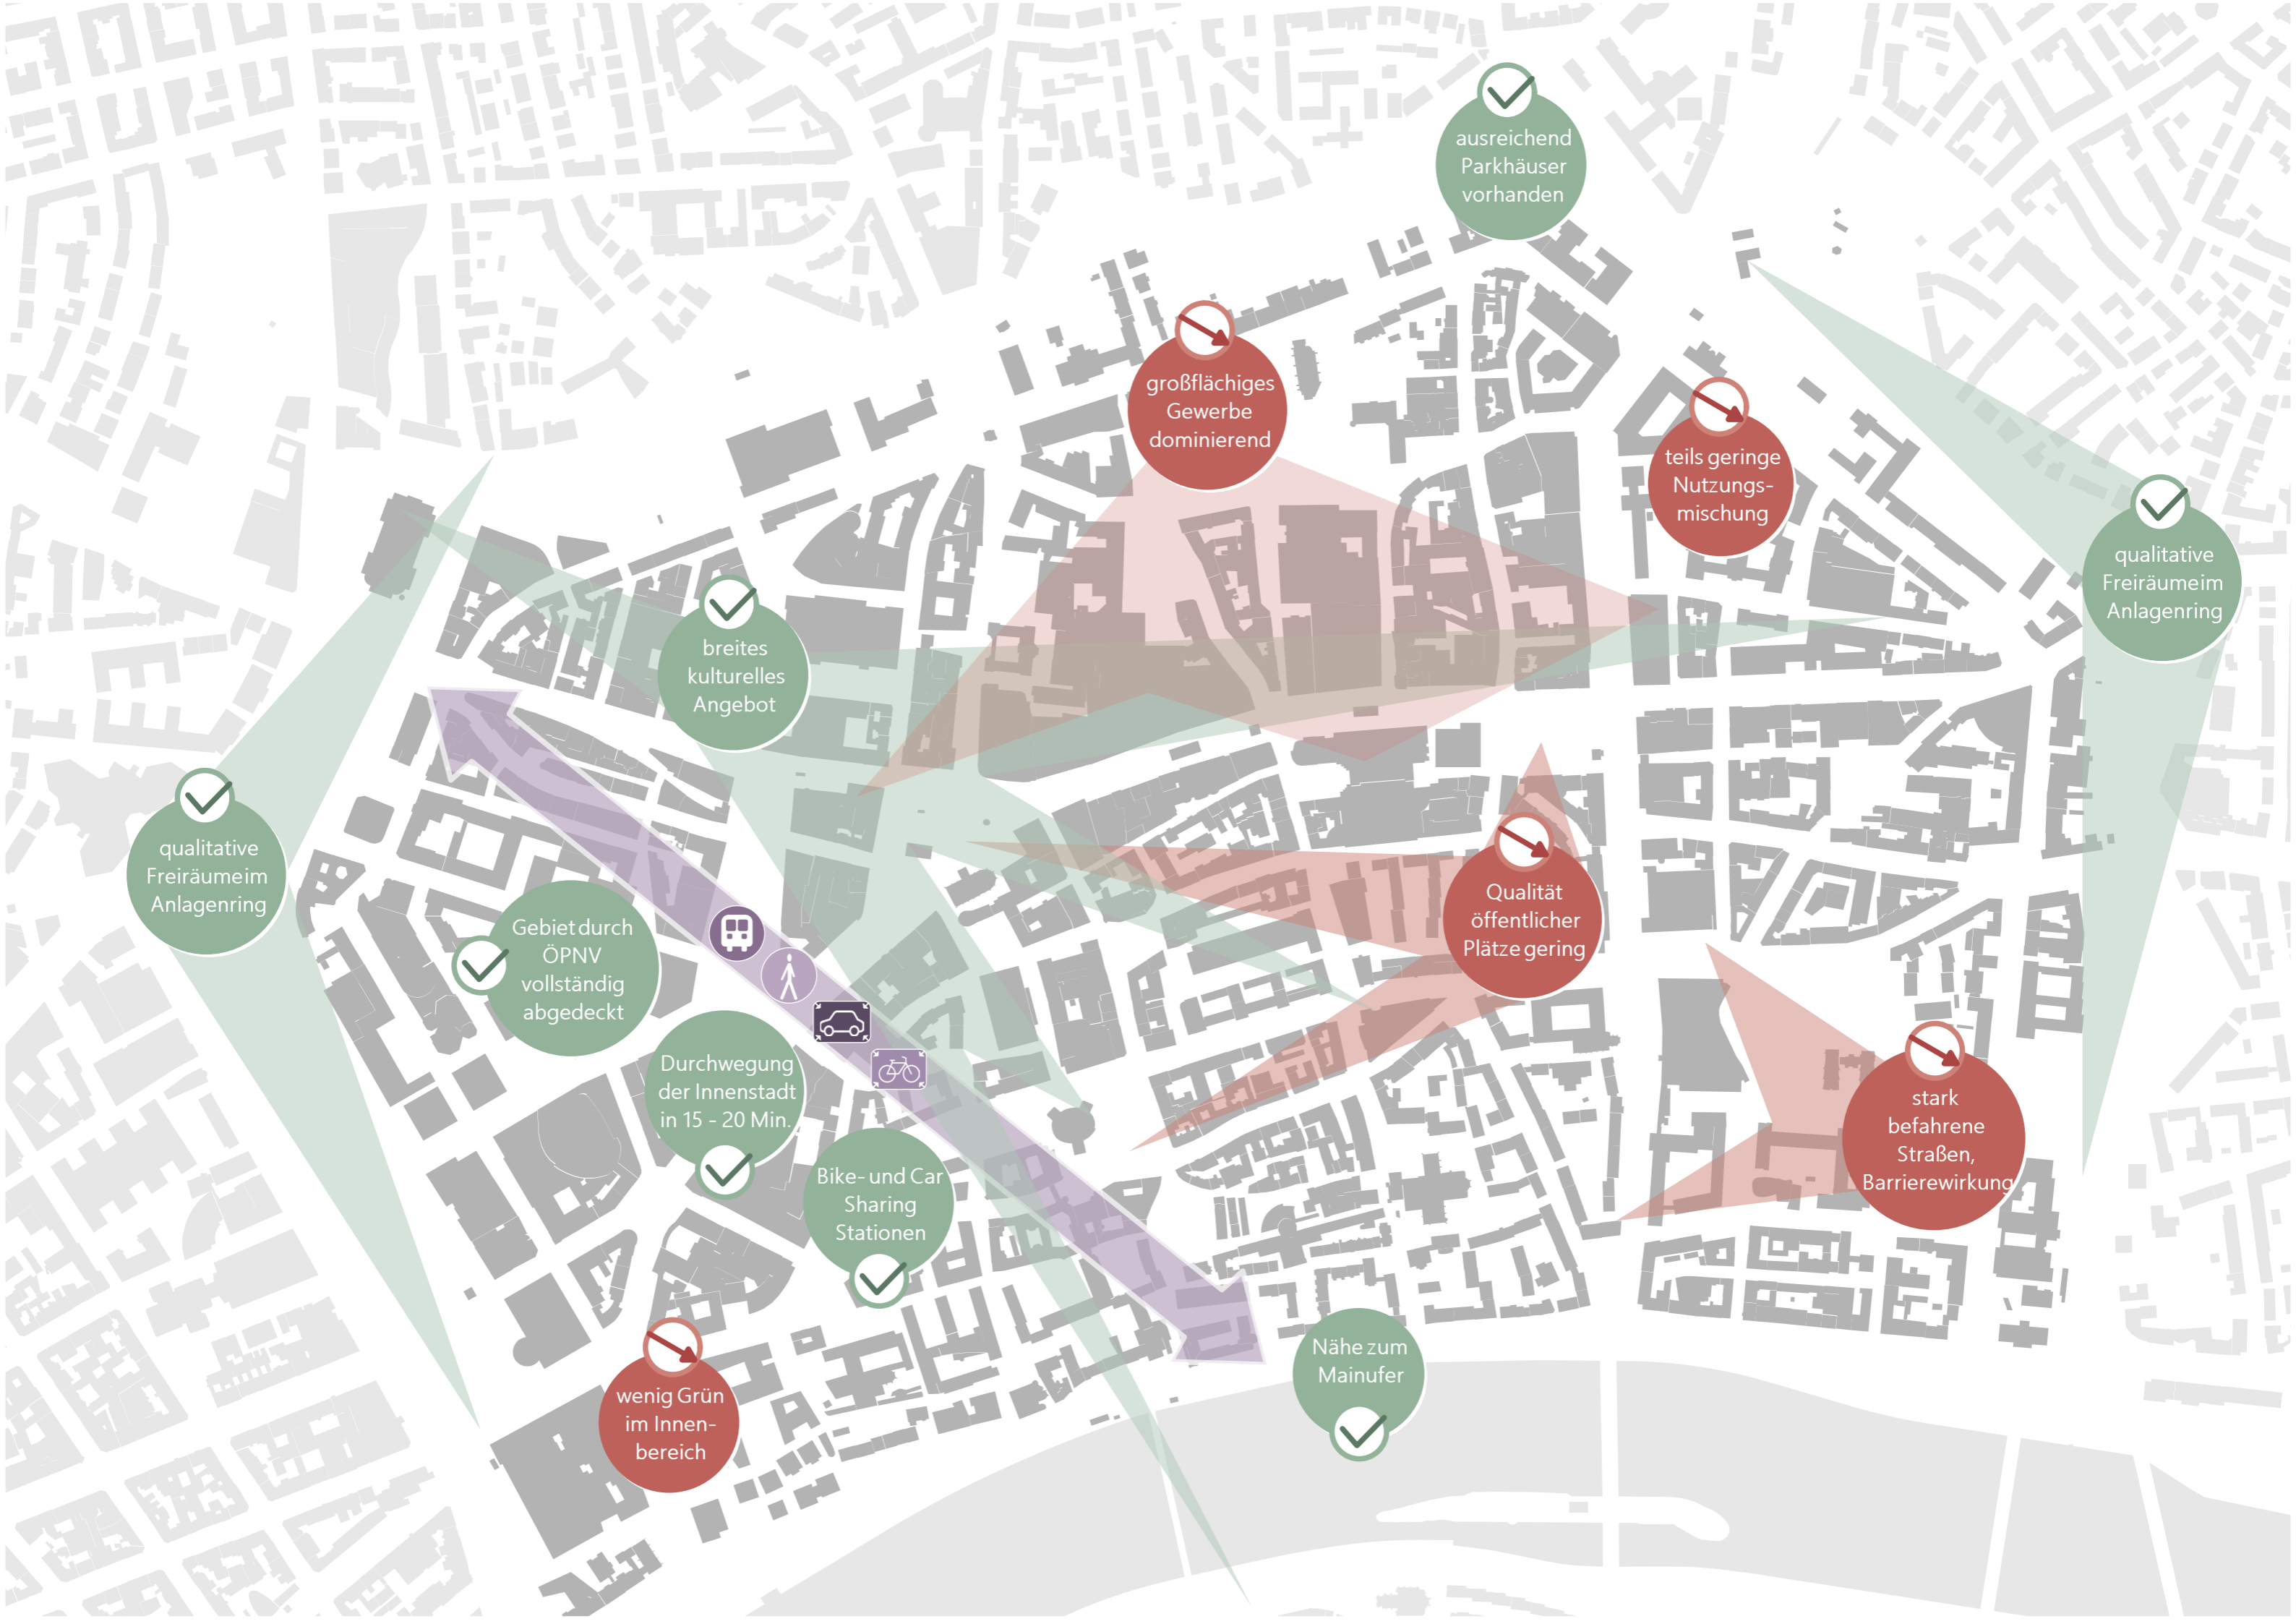 ausreichend
Parkhäuser
vorhanden
großflächiges
Gewerbe
dominierend
teils geringe
Nutzungs-
mischung
qualitative
Freiräume im
Anlagenring
breites
kulturelles
Angebot
qualitative
Freiräume im
Anlagenring
Qualität
öffentlicher
Plätze gering
Gebiet durch
ÖPNV
vollständig
abgedeckt
Durchwegung
der Innenstadt
in 15 - 20 Min.
stark
befahrene
Straßen,
Barrierewirkung
Bike- und Car
Sharing
Stationen
Nähe zum
Mainufer
wenig Grün
im Innen-
bereich